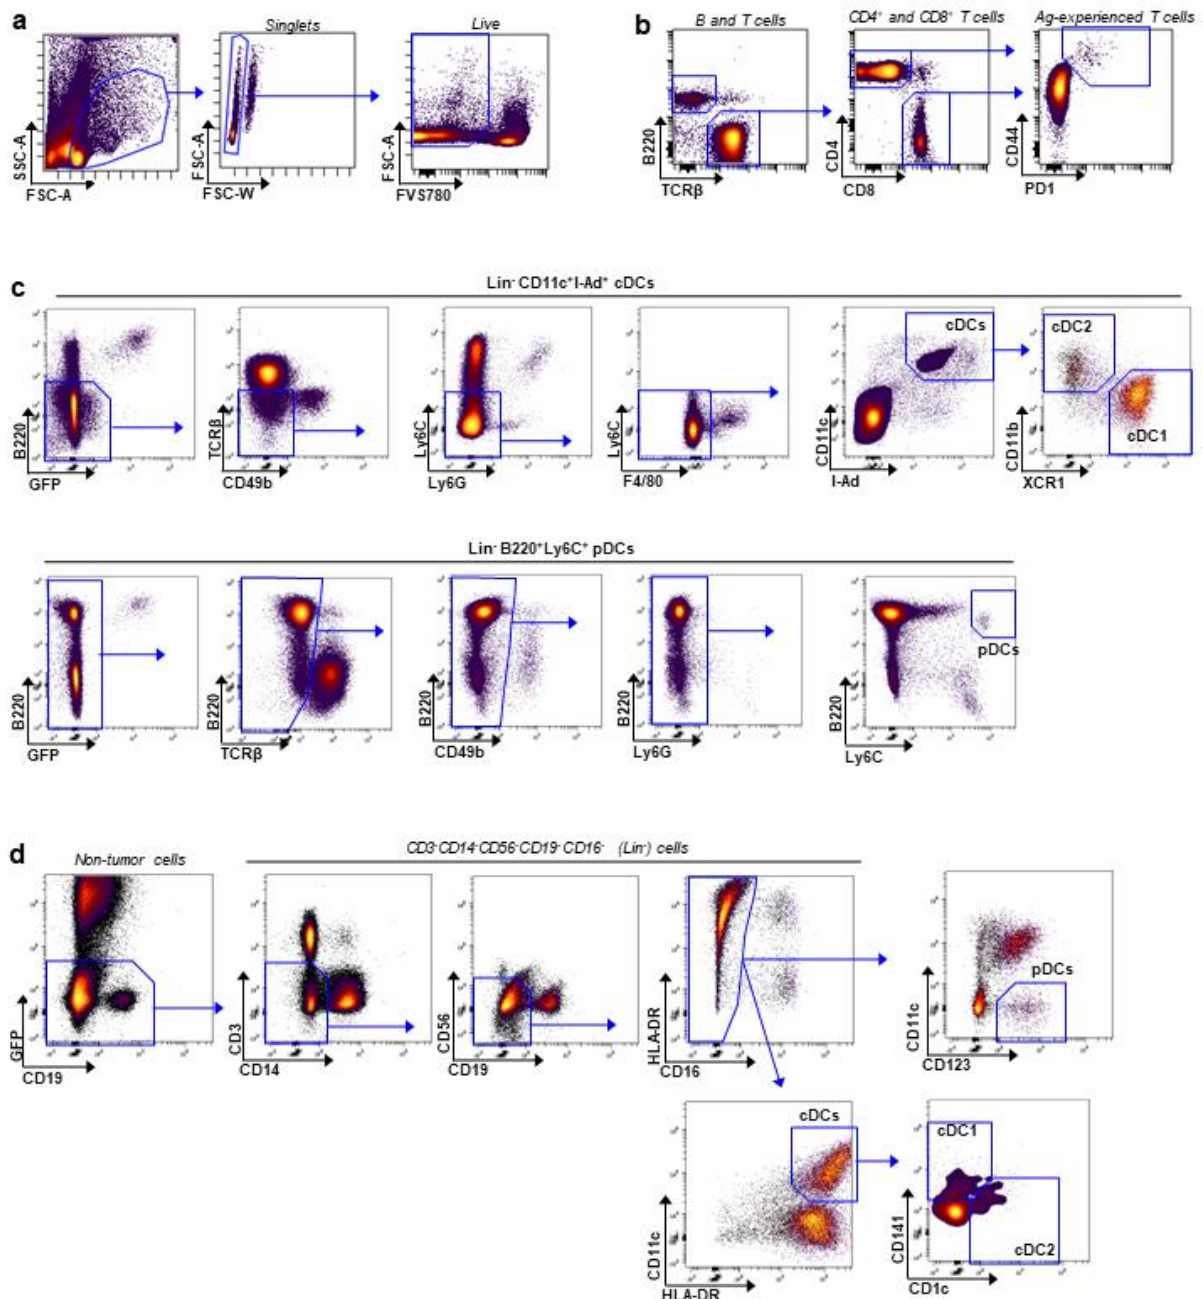 a
Singlets
Live
SSC-A
FSC-A
FSC-A
FSC-W
FSC-A
FVS780
b
B and T cells
CD4⁺ and CD8⁺ T cells
Ag-experienced T cells
B220
TCRβ
CD4
CD8
CD44
PD1
c
Lin⁻ CD11c⁺I-Ad⁺ cDCs
B220
GFP
TCRβ
CD49b
Ly6C
Ly6G
Ly6C
F4/80
cDCs
CD11c
I-Ad
cDC2
cDC1
CD11b
XCR1
Lin⁻ B220⁺Ly6C⁺ pDCs
B220
GFP
B220
TCRβ
B220
CD49b
B220
Ly6G
pDCs
B220
Ly6C
d
Non-tumor cells
CD3⁻CD14⁻CD56⁻CD19⁻CD16⁻ (Lin⁻) cells
GFP
CD19
CD3
CD14
CD56
CD19
HLA-DR
CD16
pDCs
CD11c
CD123
cDCs
CD11c
HLA-DR
cDC1
cDC2
CD141
CD1c